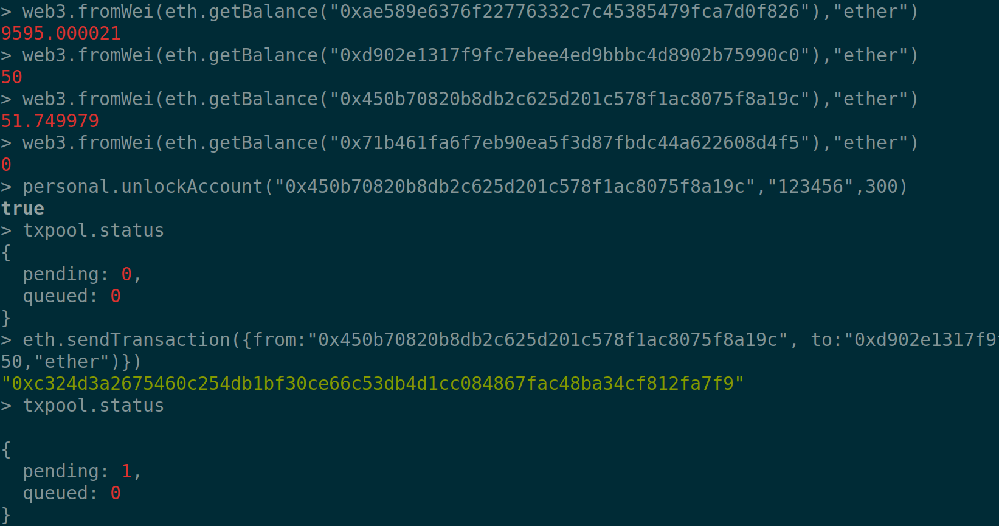 > web3.fromWei(eth.getBalance("0xae589e6376f22776332c7c45385479fca7d0f826"),"ether")
9595.000021
> web3.fromWei(eth.getBalance("0xd902e1317f9fc7ebee4ed9bbbc4d8902b75990c0"),"ether")
50
> web3.fromWei(eth.getBalance("0x450b70820b8db2c625d201c578f1ac8075f8a19c"),"ether")
51.749979
> web3.fromWei(eth.getBalance("0x71b461fa6f7eb90ea5f3d87fbdc44a622608d4f5"),"ether")
0
> personal.unlockAccount("0x450b70820b8db2c625d201c578f1ac8075f8a19c","123456",300)
true
> txpool.status
{
  pending: 0,
  queued: 0
}
> eth.sendTransaction({from:"0x450b70820b8db2c625d201c578f1ac8075f8a19c", to:"0xd902e1317f9
50,"ether")})
"0xc324d3a2675460c254db1bf30ce66c53db4d1cc084867fac48ba34cf812fa7f9"
> txpool.status
{
  pending: 1,
  queued: 0
}